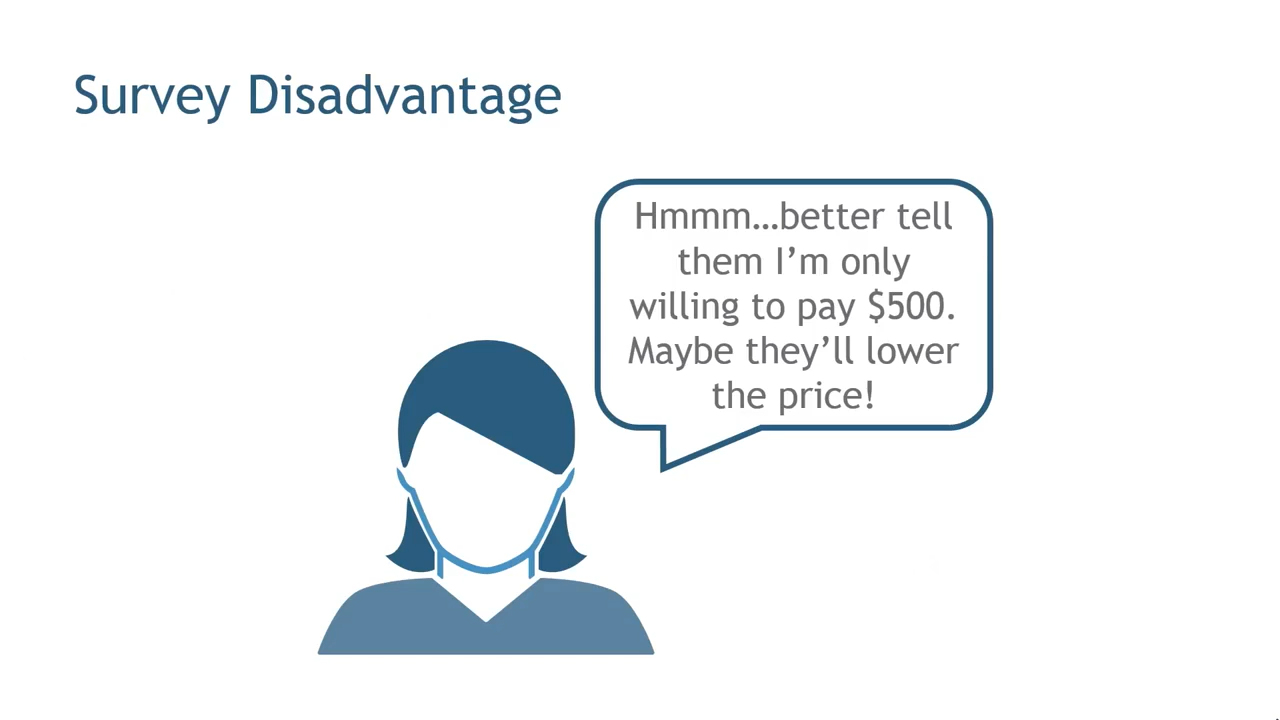 Survey Disadvantage
Hmmm…better tell
them I’m only
willing to pay $500.
Maybe they’ll lower
the price!